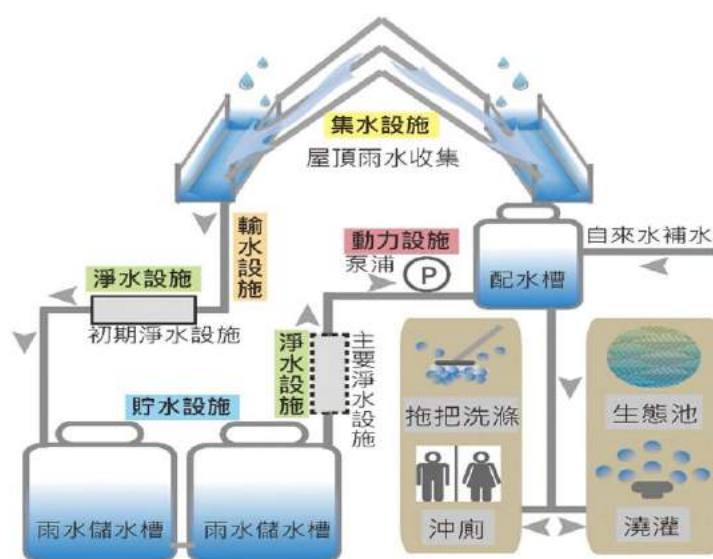 集水設施
屋頂雨水收集
輸水設施
動力設施
泵浦
P
自來水補水
配水槽
淨水設施
初期淨水設施
淨水設施
主要淨水設施
貯水設施
拖把洗滌
生態池
雨水儲水槽
雨水儲水槽
沖廁
澆灌